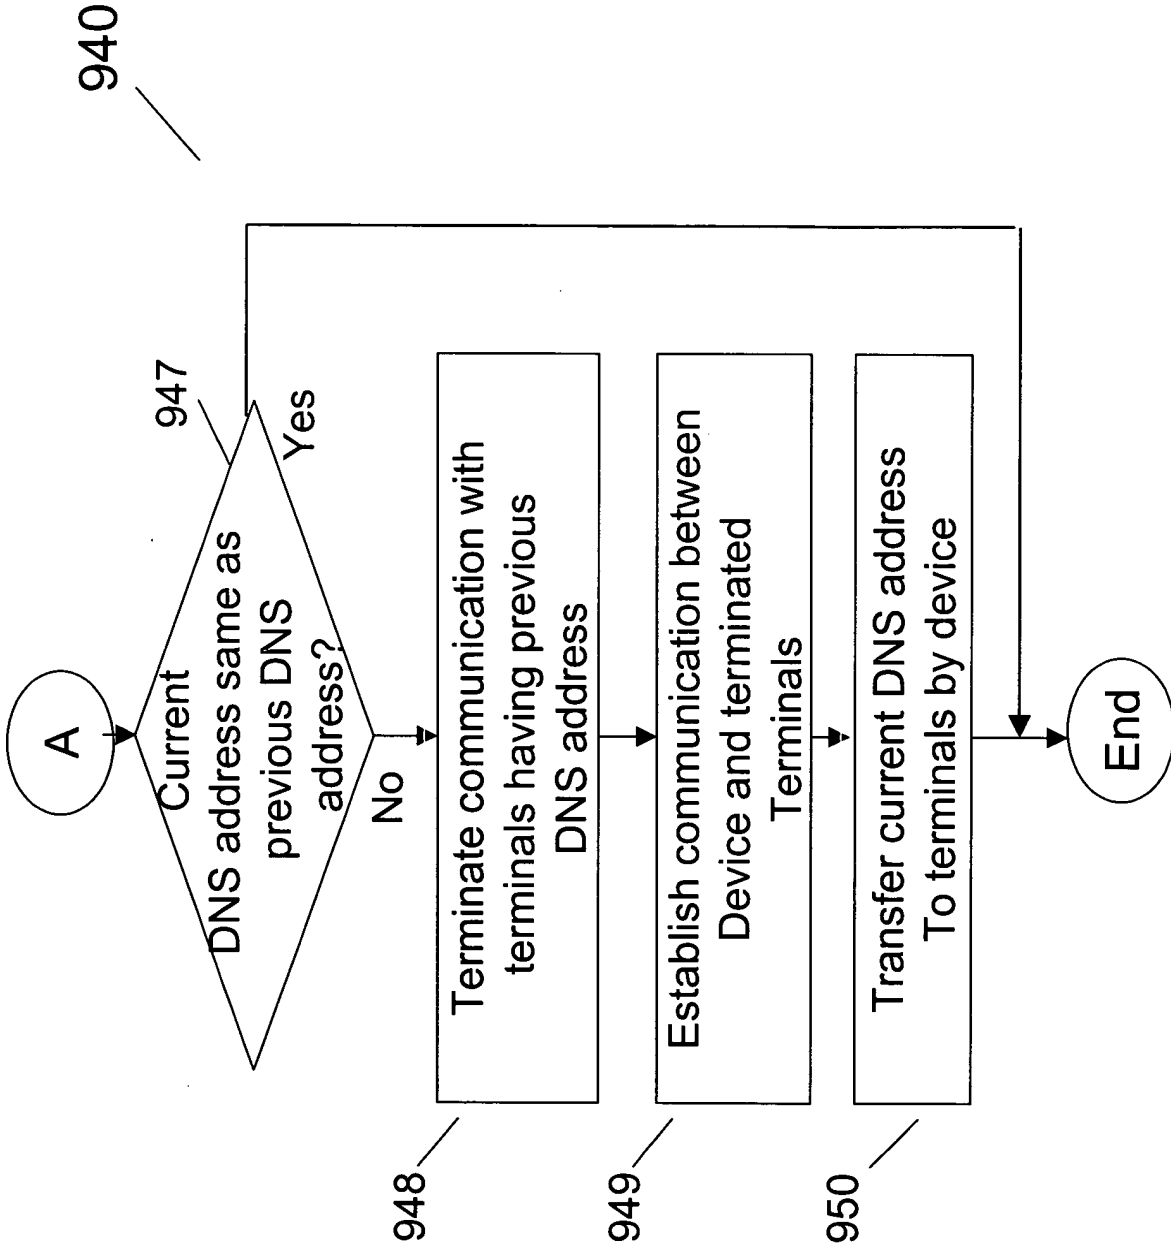 940
A
947
Current
DNS address same as
previous DNS
address?
Yes
No
948
Terminate communication with
terminals having previous
DNS address
949
Establish communication between
Device and terminated
Terminals
950
Transfer current DNS address
To terminals by device
End